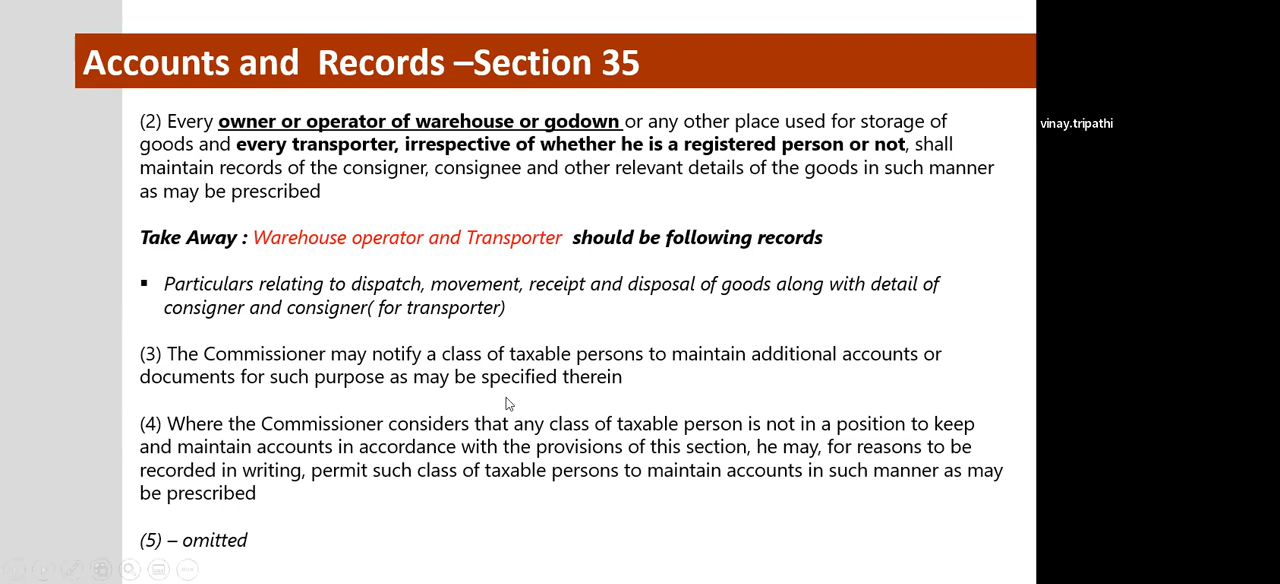 Accounts and Records –Section 35
vinay.tripathi
(2) Every owner or operator of warehouse or godown or any other place used for storage of
goods and every transporter, irrespective of whether he is a registered person or not, shall
maintain records of the consigner, consignee and other relevant details of the goods in such manner
as may be prescribed
Take Away : Warehouse operator and Transporter should be following records
▪ Particulars relating to dispatch, movement, receipt and disposal of goods along with detail of
consigner and consigner( for transporter)
(3) The Commissioner may notify a class of taxable persons to maintain additional accounts or
documents for such purpose as may be specified therein
(4) Where the Commissioner considers that any class of taxable person is not in a position to keep
and maintain accounts in accordance with the provisions of this section, he may, for reasons to be
recorded in writing, permit such class of taxable persons to maintain accounts in such manner as may
be prescribed
(5) – omitted